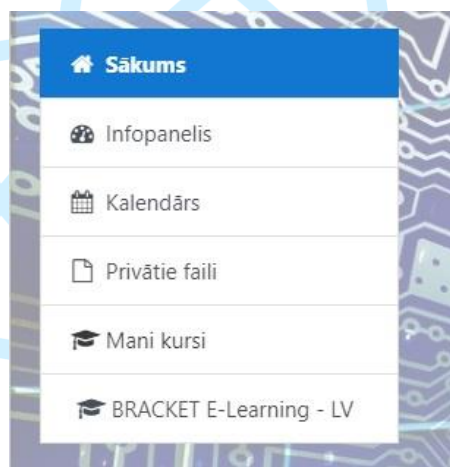 Sākums
Infopanelis
Kalendārs
Privātie faili
Mani kursi
BRACKET E-Learning - LV